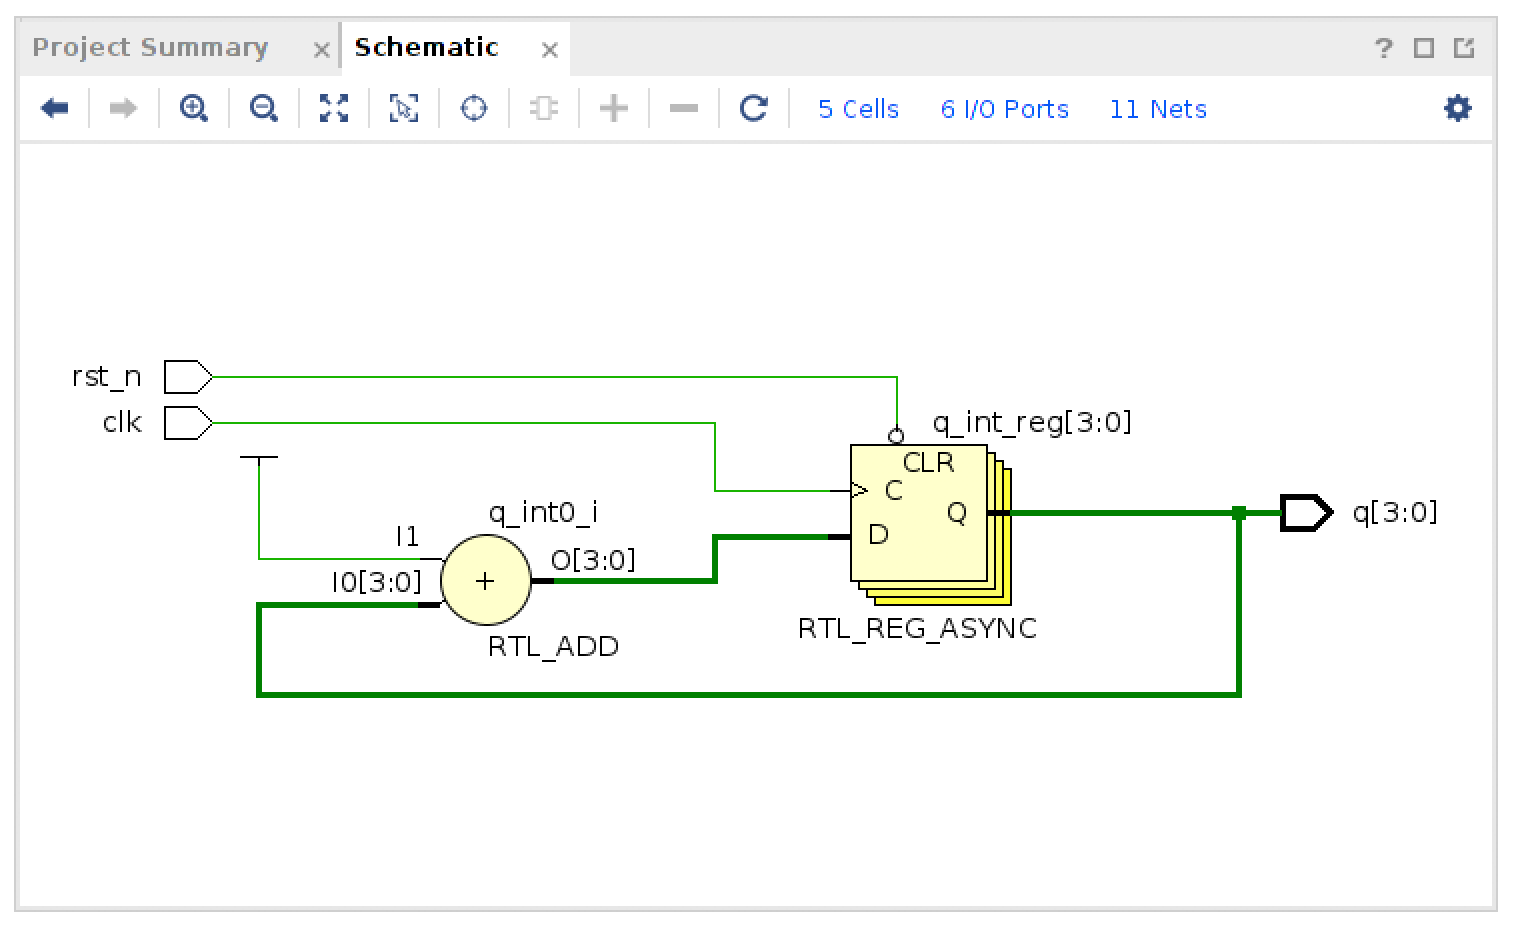 Project Summary
Schematic
5 Cells 6 I/O Ports 11 Nets
rst_n
clk
q_int_reg[3:0]
CLR
C
D
Q
q[3:0]
q_int0_i
I1
I0[3:0]
+
O[3:0]
RTL_ADD
RTL_REG_ASYNC